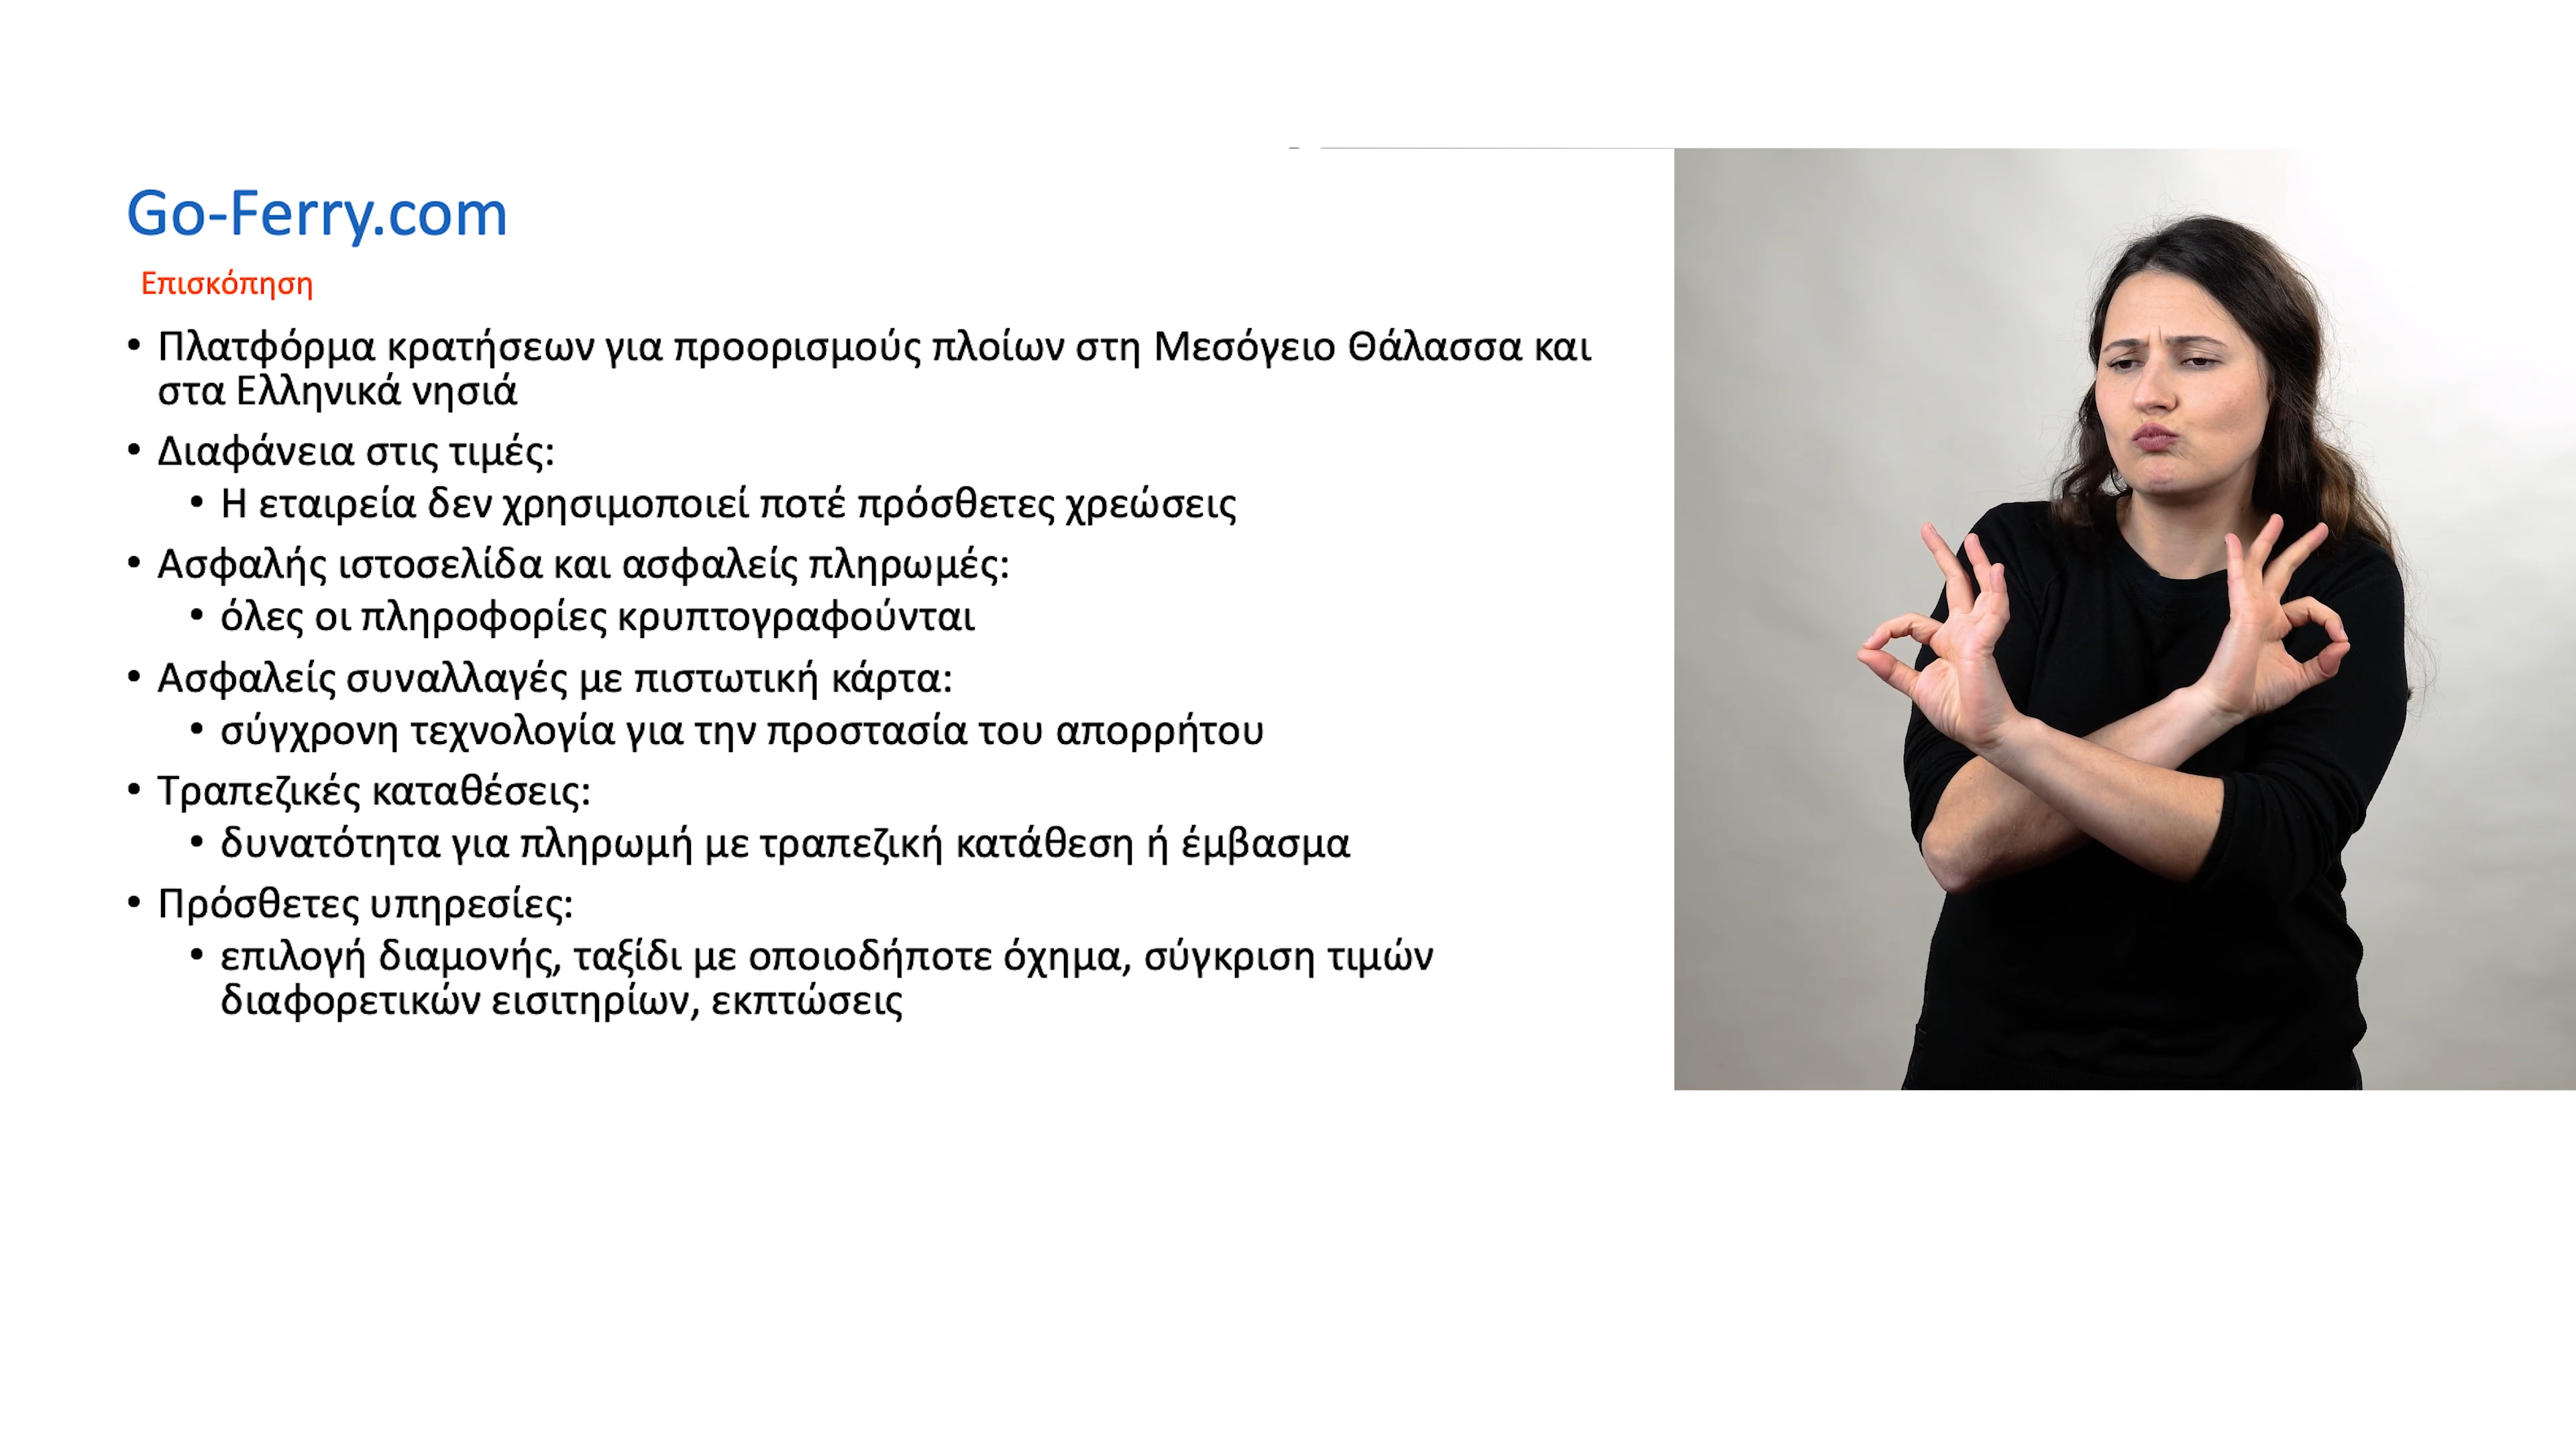 Go-Ferry.com
Επισκόπηση
• Πλατφόρμα κρατήσεων για προορισμούς πλοίων στη Μεσόγειο Θάλασσα και
στα Ελληνικά νησιά
• Διαφάνεια στις τιμές:
• Η εταιρεία δεν χρησιμοποιεί ποτέ πρόσθετες χρεώσεις
• Ασφαλής ιστοσελίδα και ασφαλείς πληρωμές:
• όλες οι πληροφορίες κρυπτογραφούνται
• Ασφαλείς συναλλαγές με πιστωτική κάρτα:
• σύγχρονη τεχνολογία για την προστασία του απορρήτου
• Τραπεζικές καταθέσεις:
• δυνατότητα για πληρωμή με τραπεζική κατάθεση ή έμβασμα
• Πρόσθετες υπηρεσίες:
• επιλογή διαμονής, ταξίδι με οποιοδήποτε όχημα, σύγκριση τιμών
διαφορετικών εισιτηρίων, εκπτώσεις